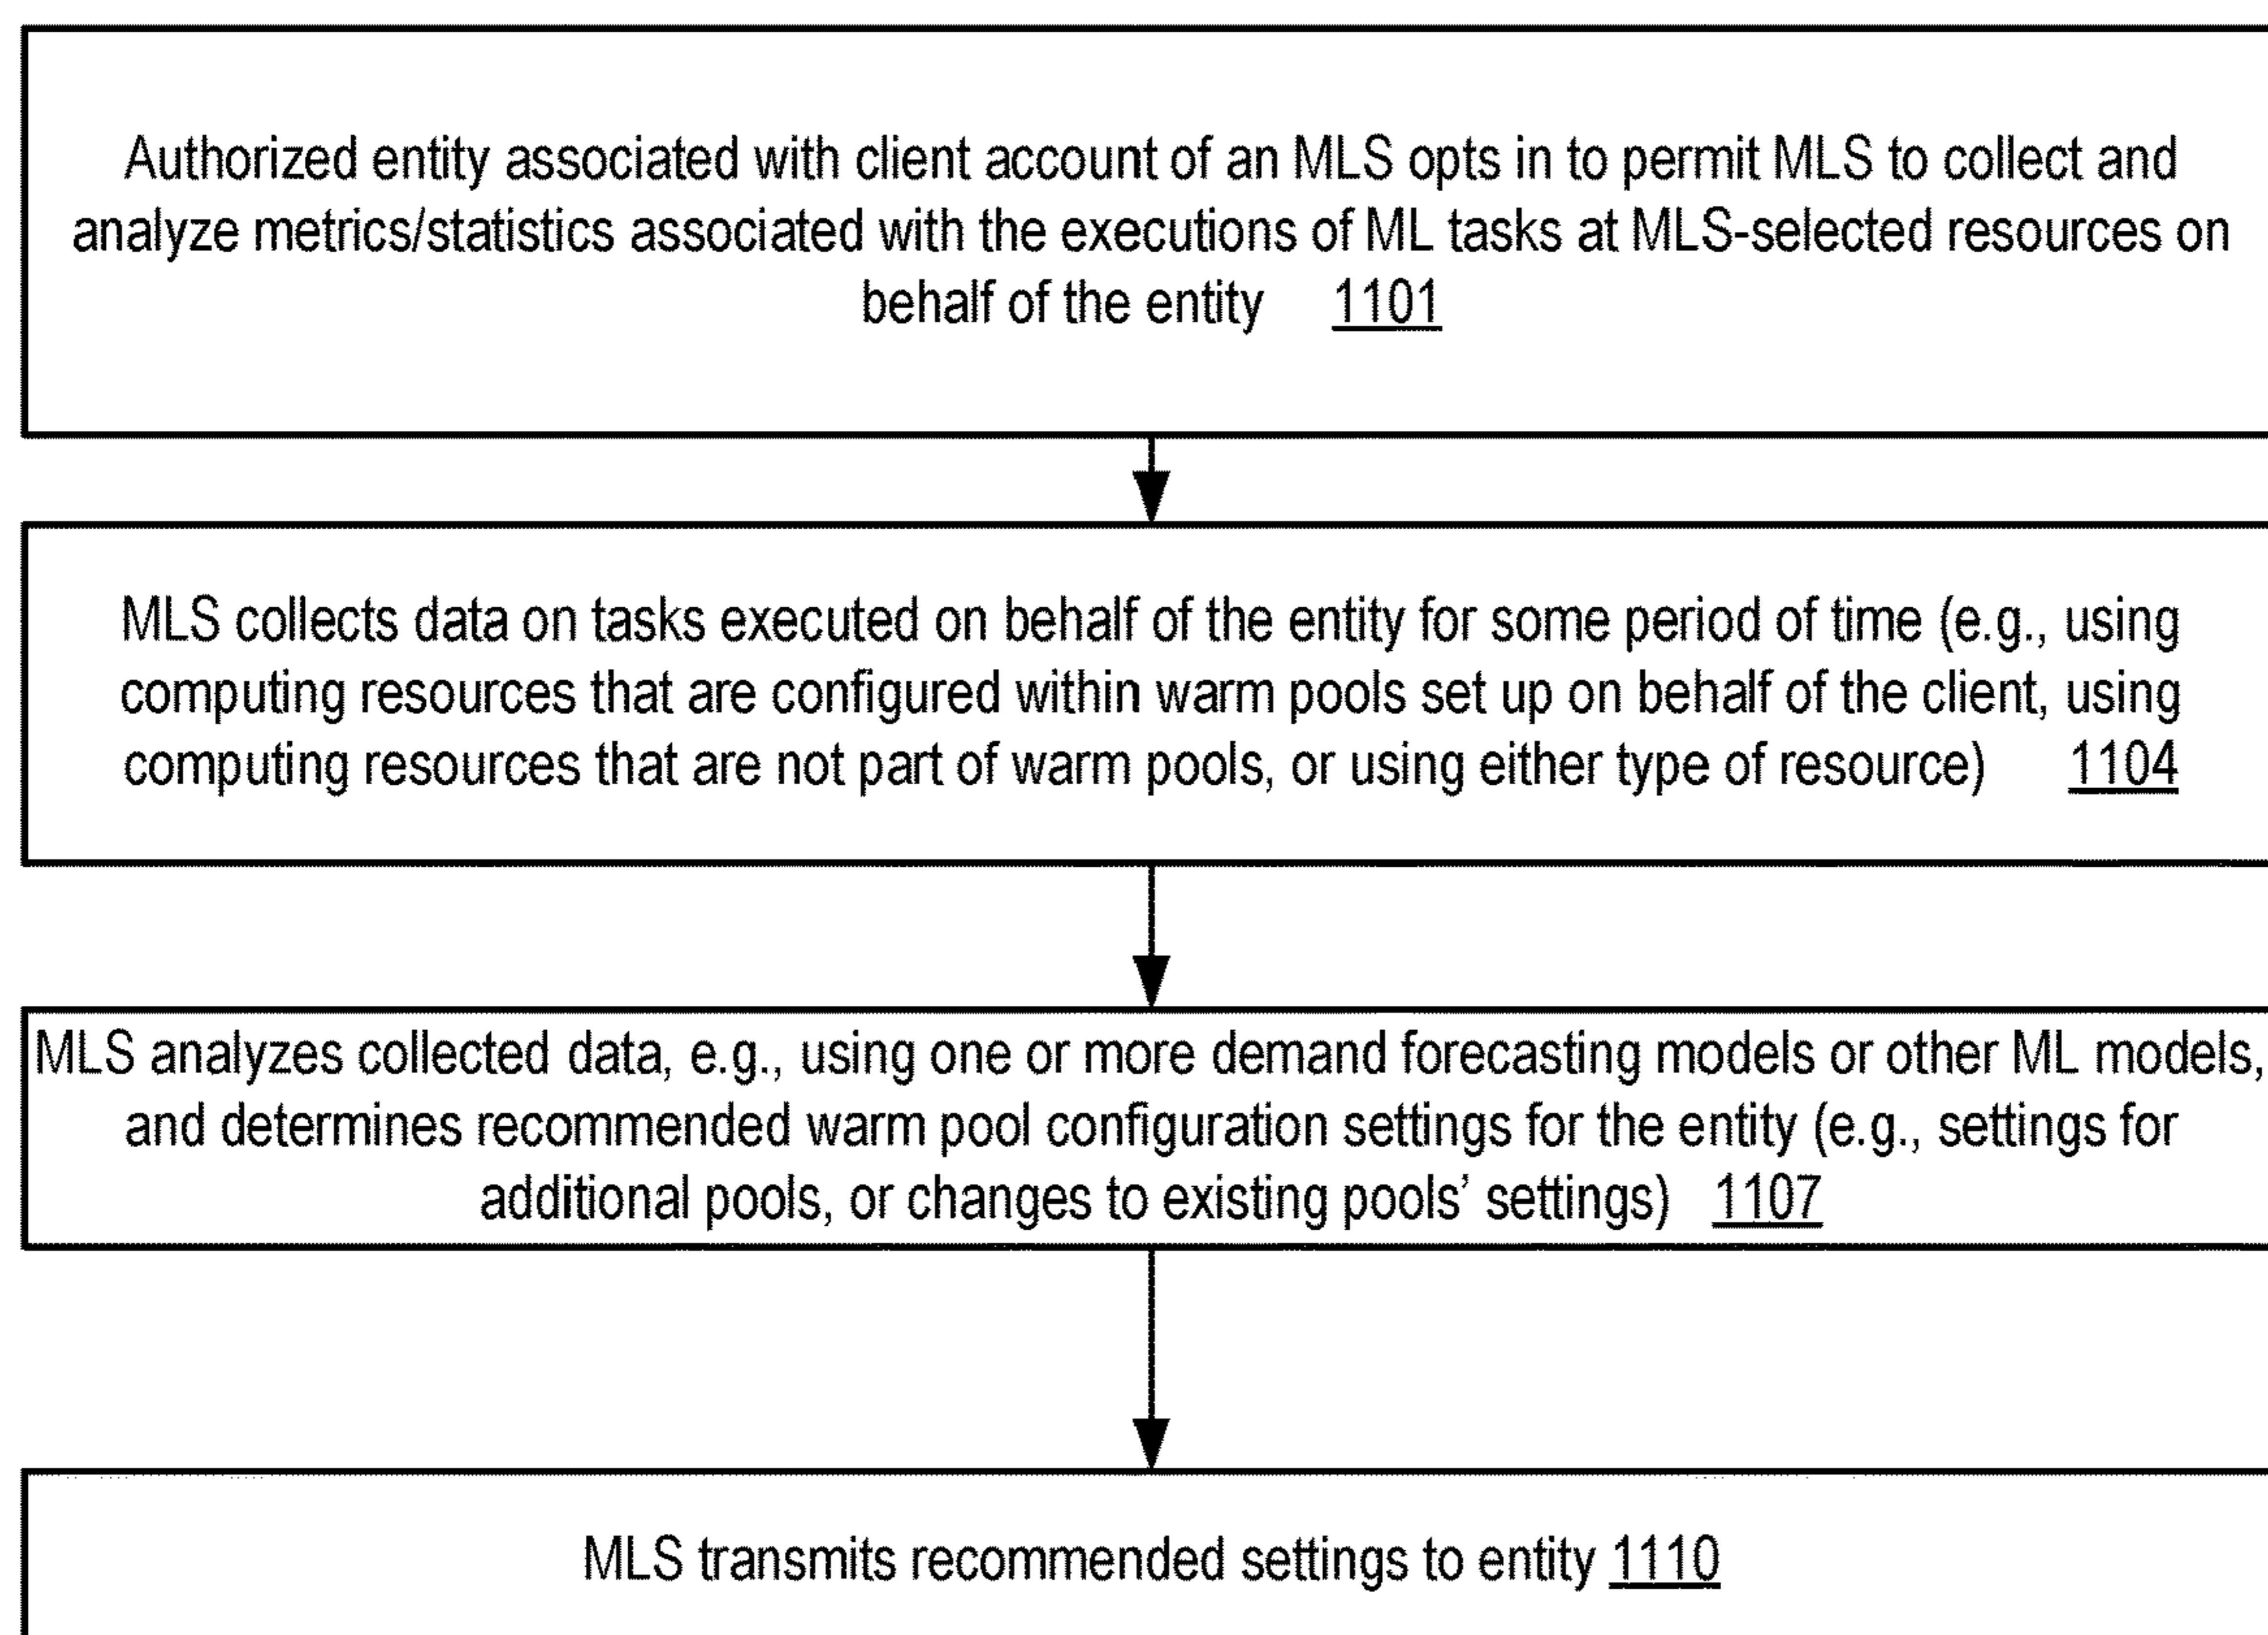 Authorized entity associated with client account of an MLS opts in to permit MLS to collect and
analyze metrics/statistics associated with the executions of ML tasks at MLS-selected resources on
behalf of the entity 1101
MLS collects data on tasks executed on behalf of the entity for some period of time (e.g., using
computing resources that are configured within warm pools set up on behalf of the client, using
computing resources that are not part of warm pools, or using either type of resource) 1104
MLS analyzes collected data, e.g., using one or more demand forecasting models or other ML models,
and determines recommended warm pool configuration settings for the entity (e.g., settings for
additional pools, or changes to existing pools’ settings) 1107
MLS transmits recommended settings to entity 1110